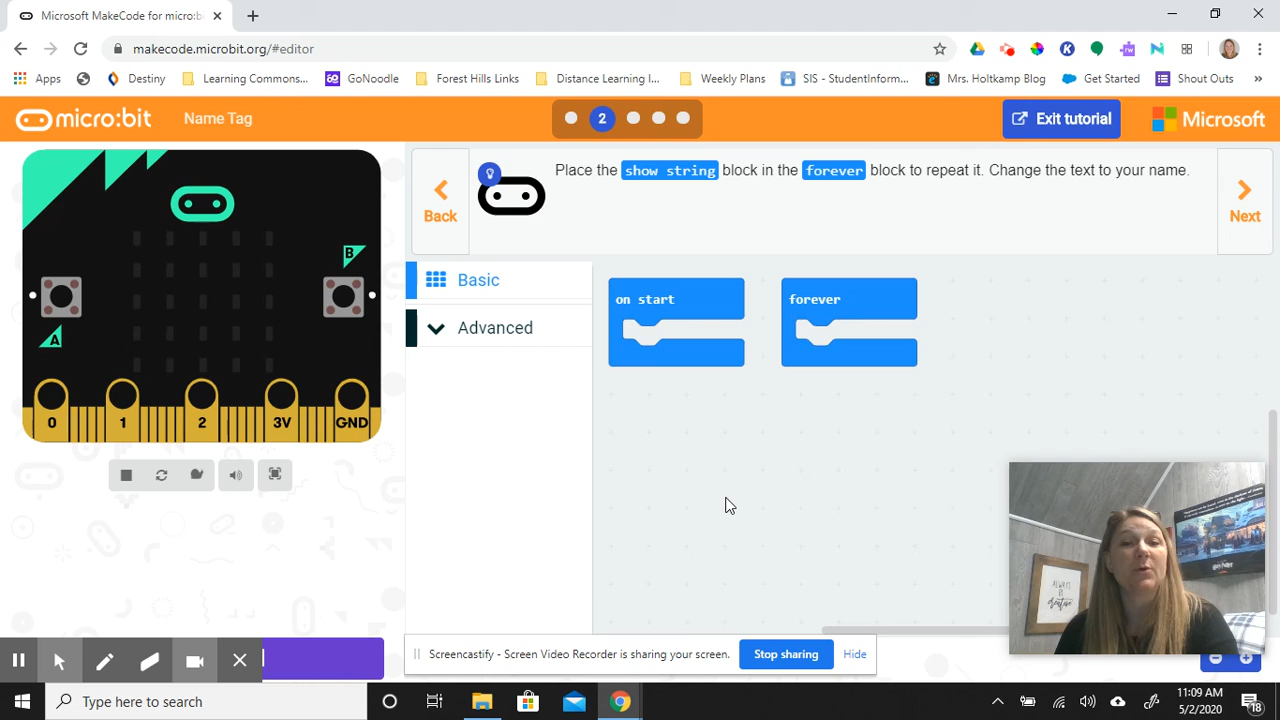 Microsoft MakeCode for micro:b
makecode.microbit.org/#editor
Apps
Destiny
Learning Commons...
GoNoodle
Forest Hills Links
Distance Learning I...
Weekly Plans
SIS - StudentInform...
Mrs. Holtkamp Blog
Get Started
Shout Outs
»
micro:bit
Name Tag
2
Exit tutorial
Microsoft
Back
Place the show string block in the forever block to repeat it. Change the text to your name.
Next
B
A
0 1 2 3V GND
Basic
Advanced
on start
forever
ALWAYS
be
creative
Screencastify - Screen Video Recorder is sharing your screen.
Stop sharing
Hide
Type here to search
11:09 AM
5/2/2020
18